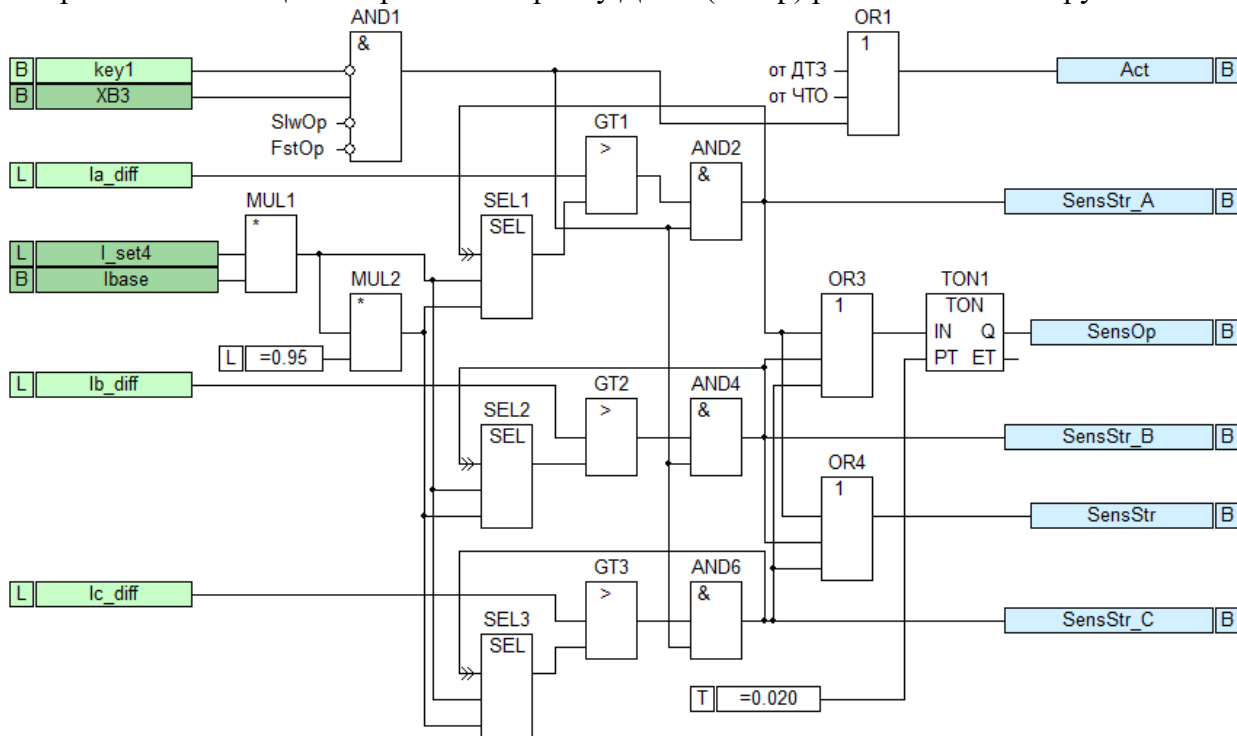 AND1
OR1
&
1
B key1
B XB3
SlwOp
FstOp
от ДТЗ
от ЧТО
Act B
GT1
>
AND2
&
L Ia_diff
MUL1
*
SEL1
SEL
SensStr_A B
L I_set4
B Ibase
MUL2
*
OR3
1
TON1
TON
IN Q
PT ET
SensOp B
L =0.95
L Ib_diff
GT2
>
AND4
&
SEL2
SEL
SensStr_B B
OR4
1
SensStr B
GT3
>
AND6
&
L Ic_diff
SEL3
SEL
SensStr_C B
T =0.020